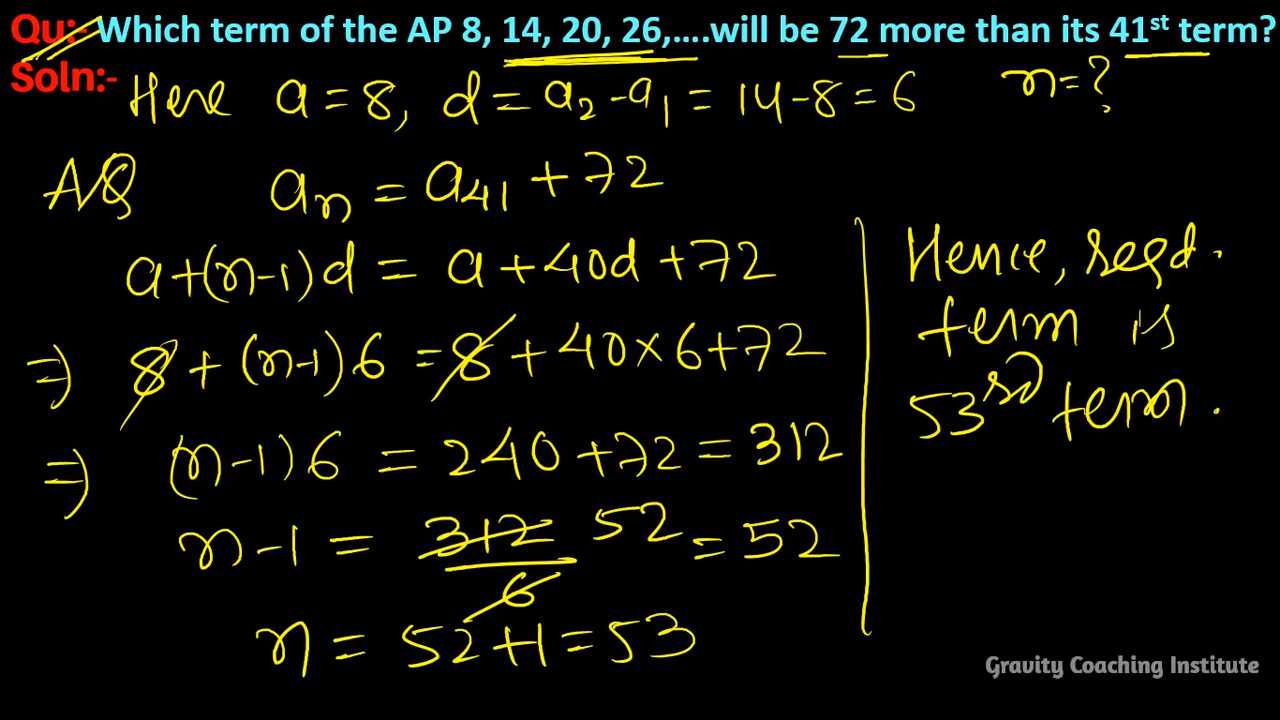 Qu:- Which term of the AP 8, 14, 20, 26,....will be 72 more than its 41st term?
Soln:- Here a = 8, d = a₂ - a₁ = 14 - 8 = 6 n = ?
A/Q aₙ = a₄₁ + 72
a + (n-1)d = a + 40d + 72
⇒ 8 + (n-1)6 = 8 + 40 × 6 + 72
⇒ (n-1)6 = 240 + 72 = 312
n - 1 = 312/6 52 = 52
n = 52 + 1 = 53
Hence, reqd.
term is
53rd term.
Gravity Coaching Institute